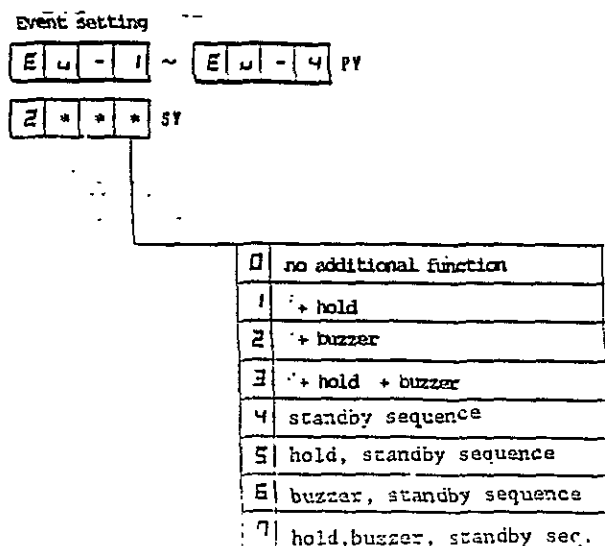 Event setting
E u - 1 ~ E u - 4 PY
2 * * * SY
0 no additional function
1 + hold
2 + buzzer
3 + hold + buzzer
4 standby sequence
5 hold, standby sequence
6 buzzer, standby sequence
7 hold,buzzer, standby sec.